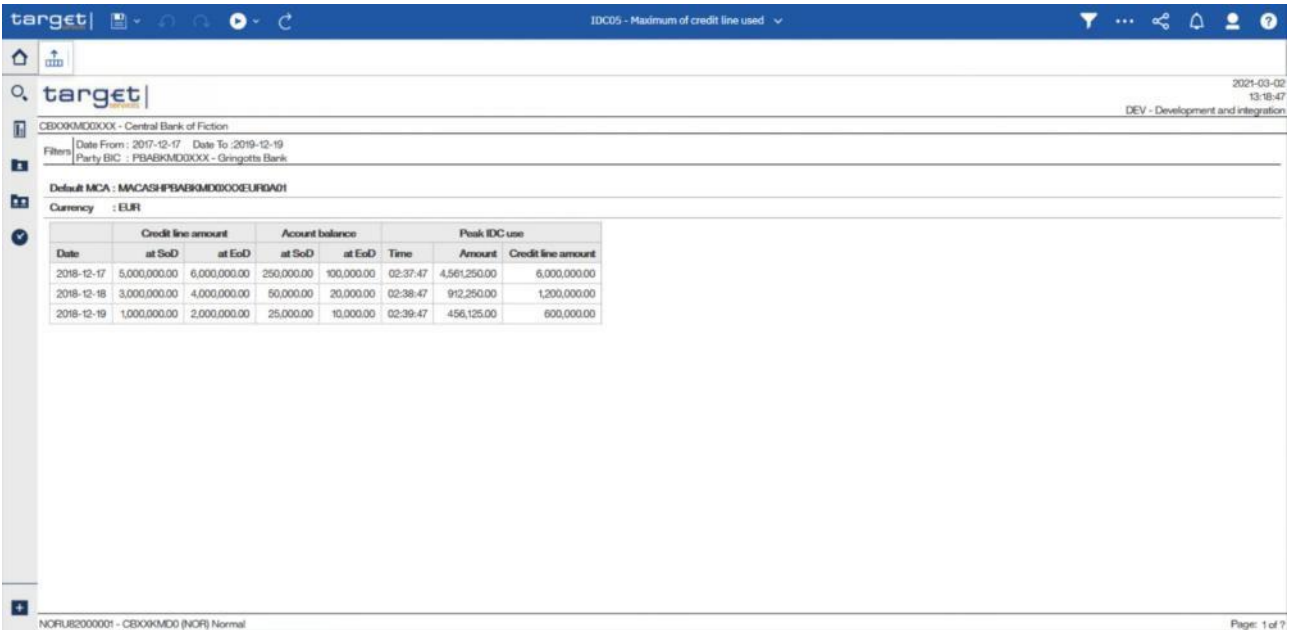 target|
IDC05 - Maximum of credit line used
target|
services
2021-03-02
13:18:47
DEV - Development and integration
CBXXKMD0XXX - Central Bank of Fiction
Filters
Date From : 2017-12-17 Date To :2019-12-19
Party BIC : PBABKMD0XXX - Gringotts Bank
Default MCA : MACASHPBABKMD0XXXEUR0A01
Currency : EUR
Credit line amount Acount balance Peak IDC use
Date at SoD at EoD at SoD at EoD Time Amount Credit line amount
2018-12-17 5,000,000.00 6,000,000.00 250,000.00 100,000.00 02:37:47 4,561,250.00 6,000,000.00
2018-12-18 3,000,000.00 4,000,000.00 50,000.00 20,000.00 02:38:47 912,250.00 1,200,000.00
2018-12-19 1,000,000.00 2,000,000.00 25,000.00 10,000.00 02:39:47 456,125.00 600,000.00
NORU82000001 - CBXXKMD0 (NOR) Normal
Page: 1 of ?